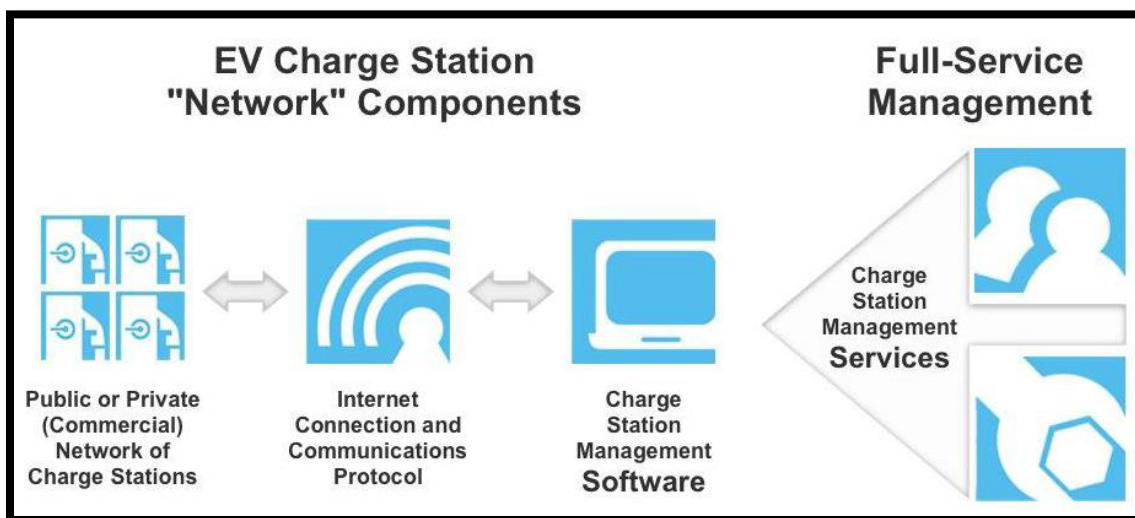 EV Charge Station
"Network" Components
Full-Service
Management
Public or Private
(Commercial)
Network of
Charge Stations
Internet
Connection and
Communications
Protocol
Charge
Station
Management
Software
Charge
Station
Management
Services